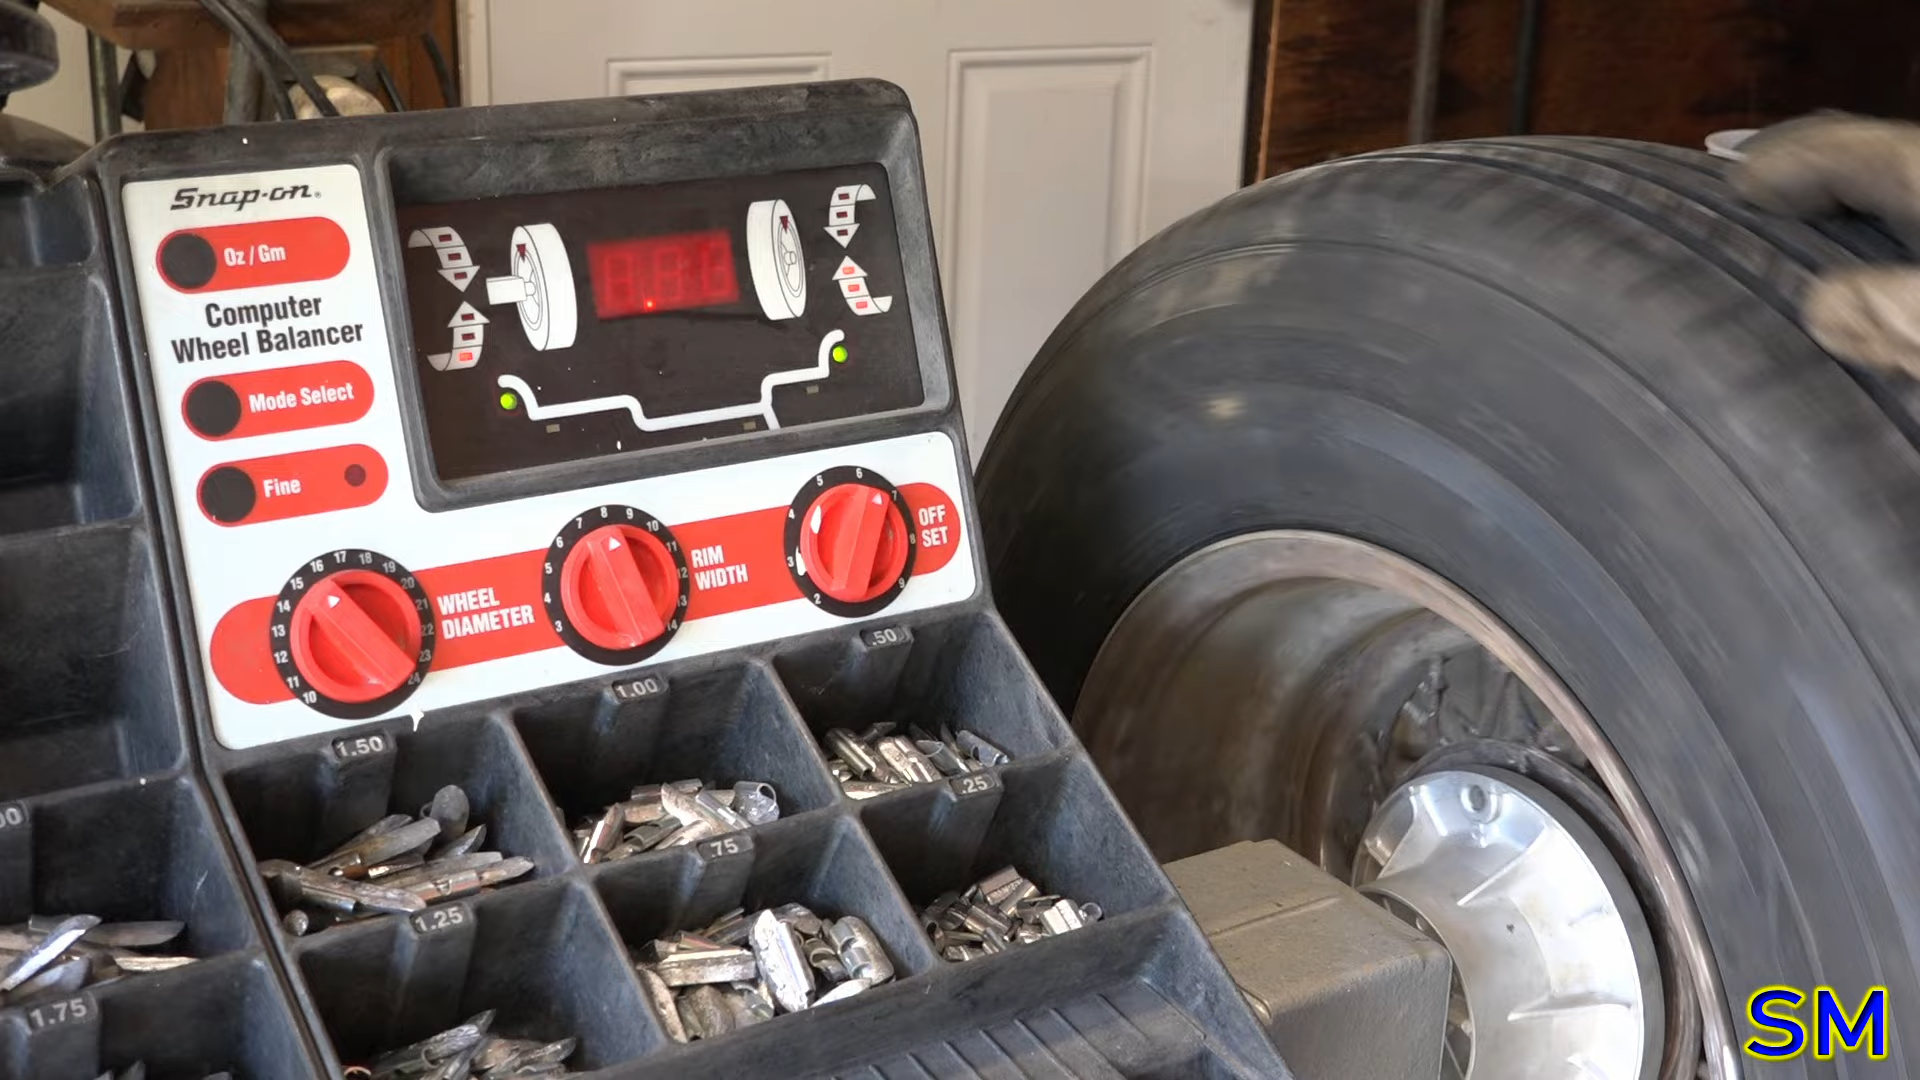 Snap-on®
Oz / Gm
Computer
Wheel Balancer
Mode Select
Fine
10 11 12 13 14 15 16 17 18 19 20 21 22 23 24
WHEEL
DIAMETER
3 4 5 6 7 8 9 10 11 12 13 14
RIM
WIDTH
2 3 4 5 6 7 8 9
OFF
SET
.50
1.00
1.50
.25
.75
1.25
1.75
SM